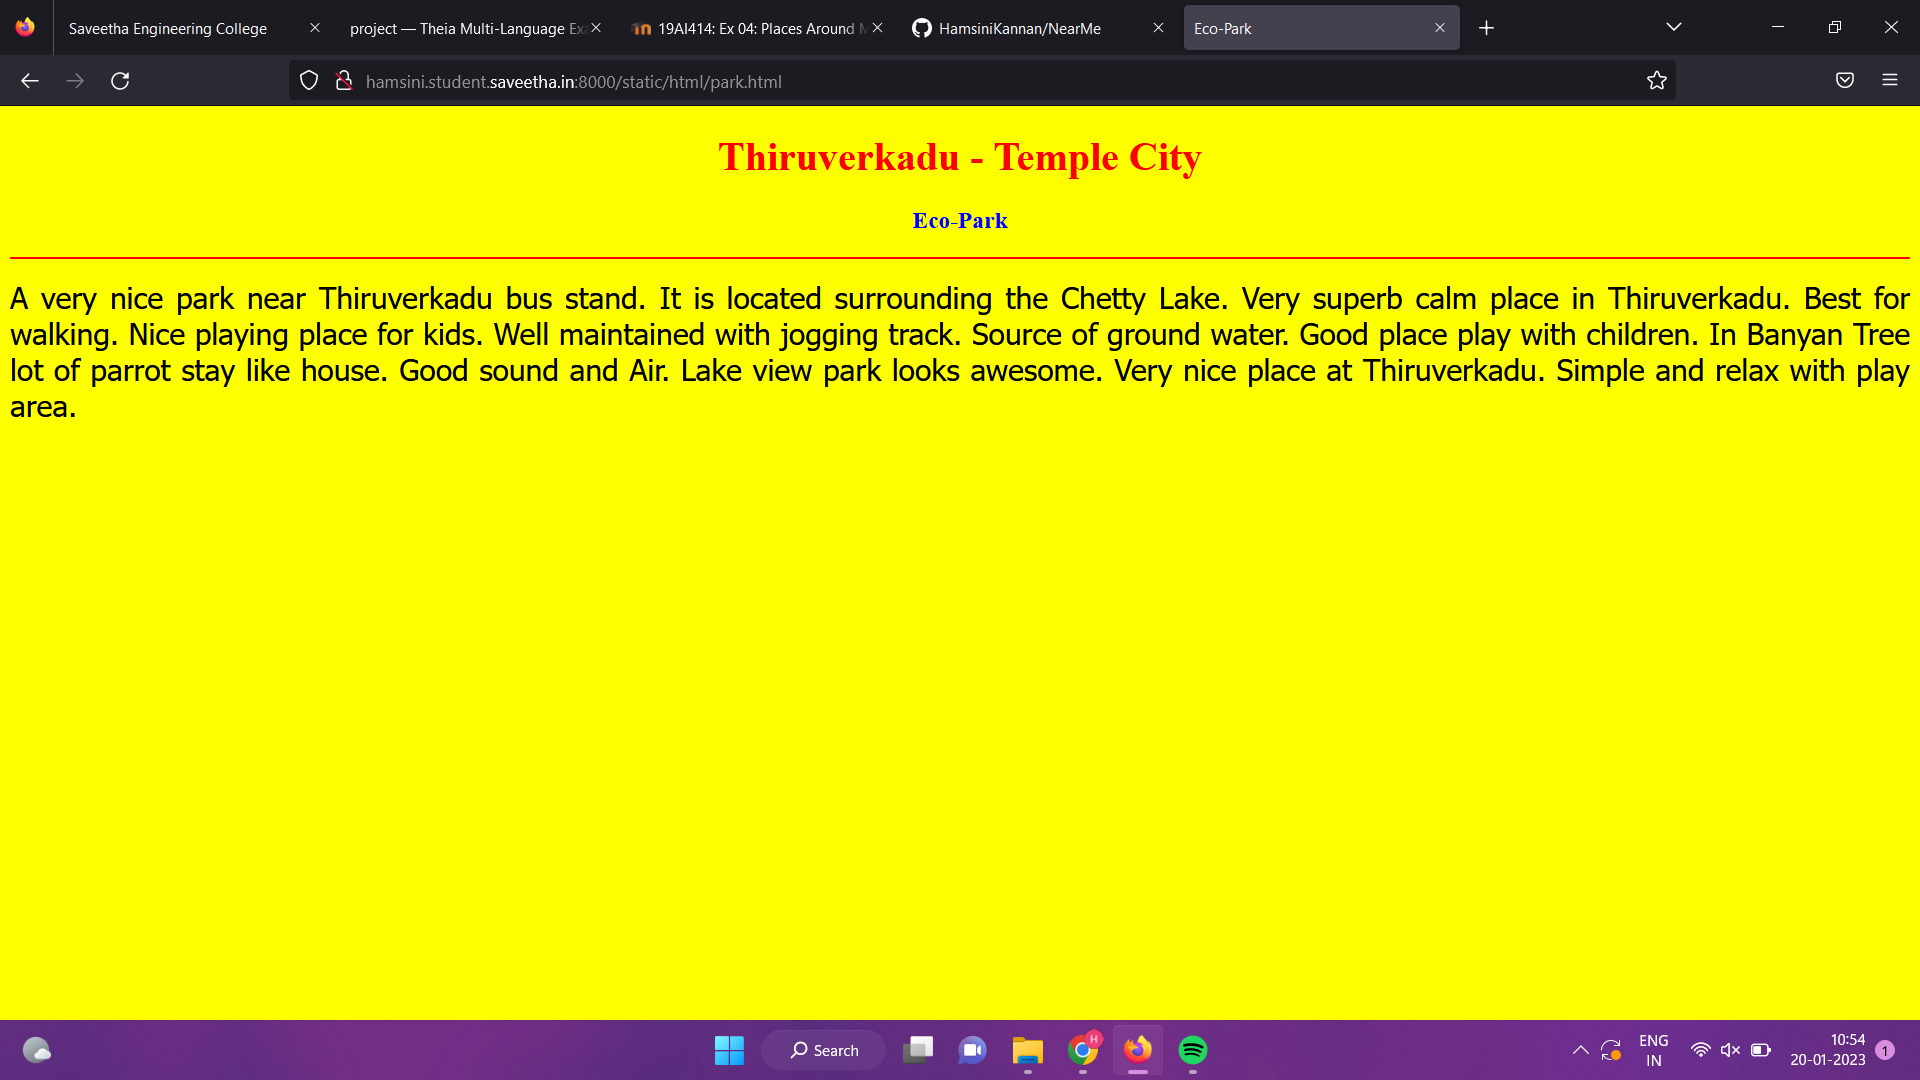 Saveetha Engineering College
project — Theia Multi-Language Exa
19AI414: Ex 04: Places Around M
HamsiniKannan/NearMe
Eco-Park
hamsini.student.saveetha.in:8000/static/html/park.html
Thiruverkadu - Temple City
Eco-Park
A very nice park near Thiruverkadu bus stand. It is located surrounding the Chetty Lake. Very superb calm place in Thiruverkadu. Best for
walking. Nice playing place for kids. Well maintained with jogging track. Source of ground water. Good place play with children. In Banyan Tree
lot of parrot stay like house. Good sound and Air. Lake view park looks awesome. Very nice place at Thiruverkadu. Simple and relax with play
area.
Search
H
ENG
IN
10:54
20-01-2023
1